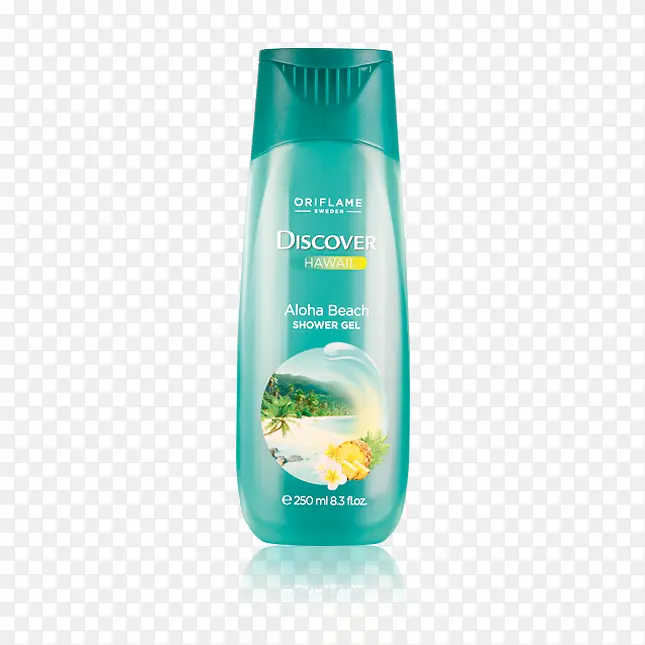 ORIFLAME
SWEDEN
DISCOVER
HAWAII
Aloha Beach
SHOWER GEL
℮ 250 ml 8.3 fl.oz.